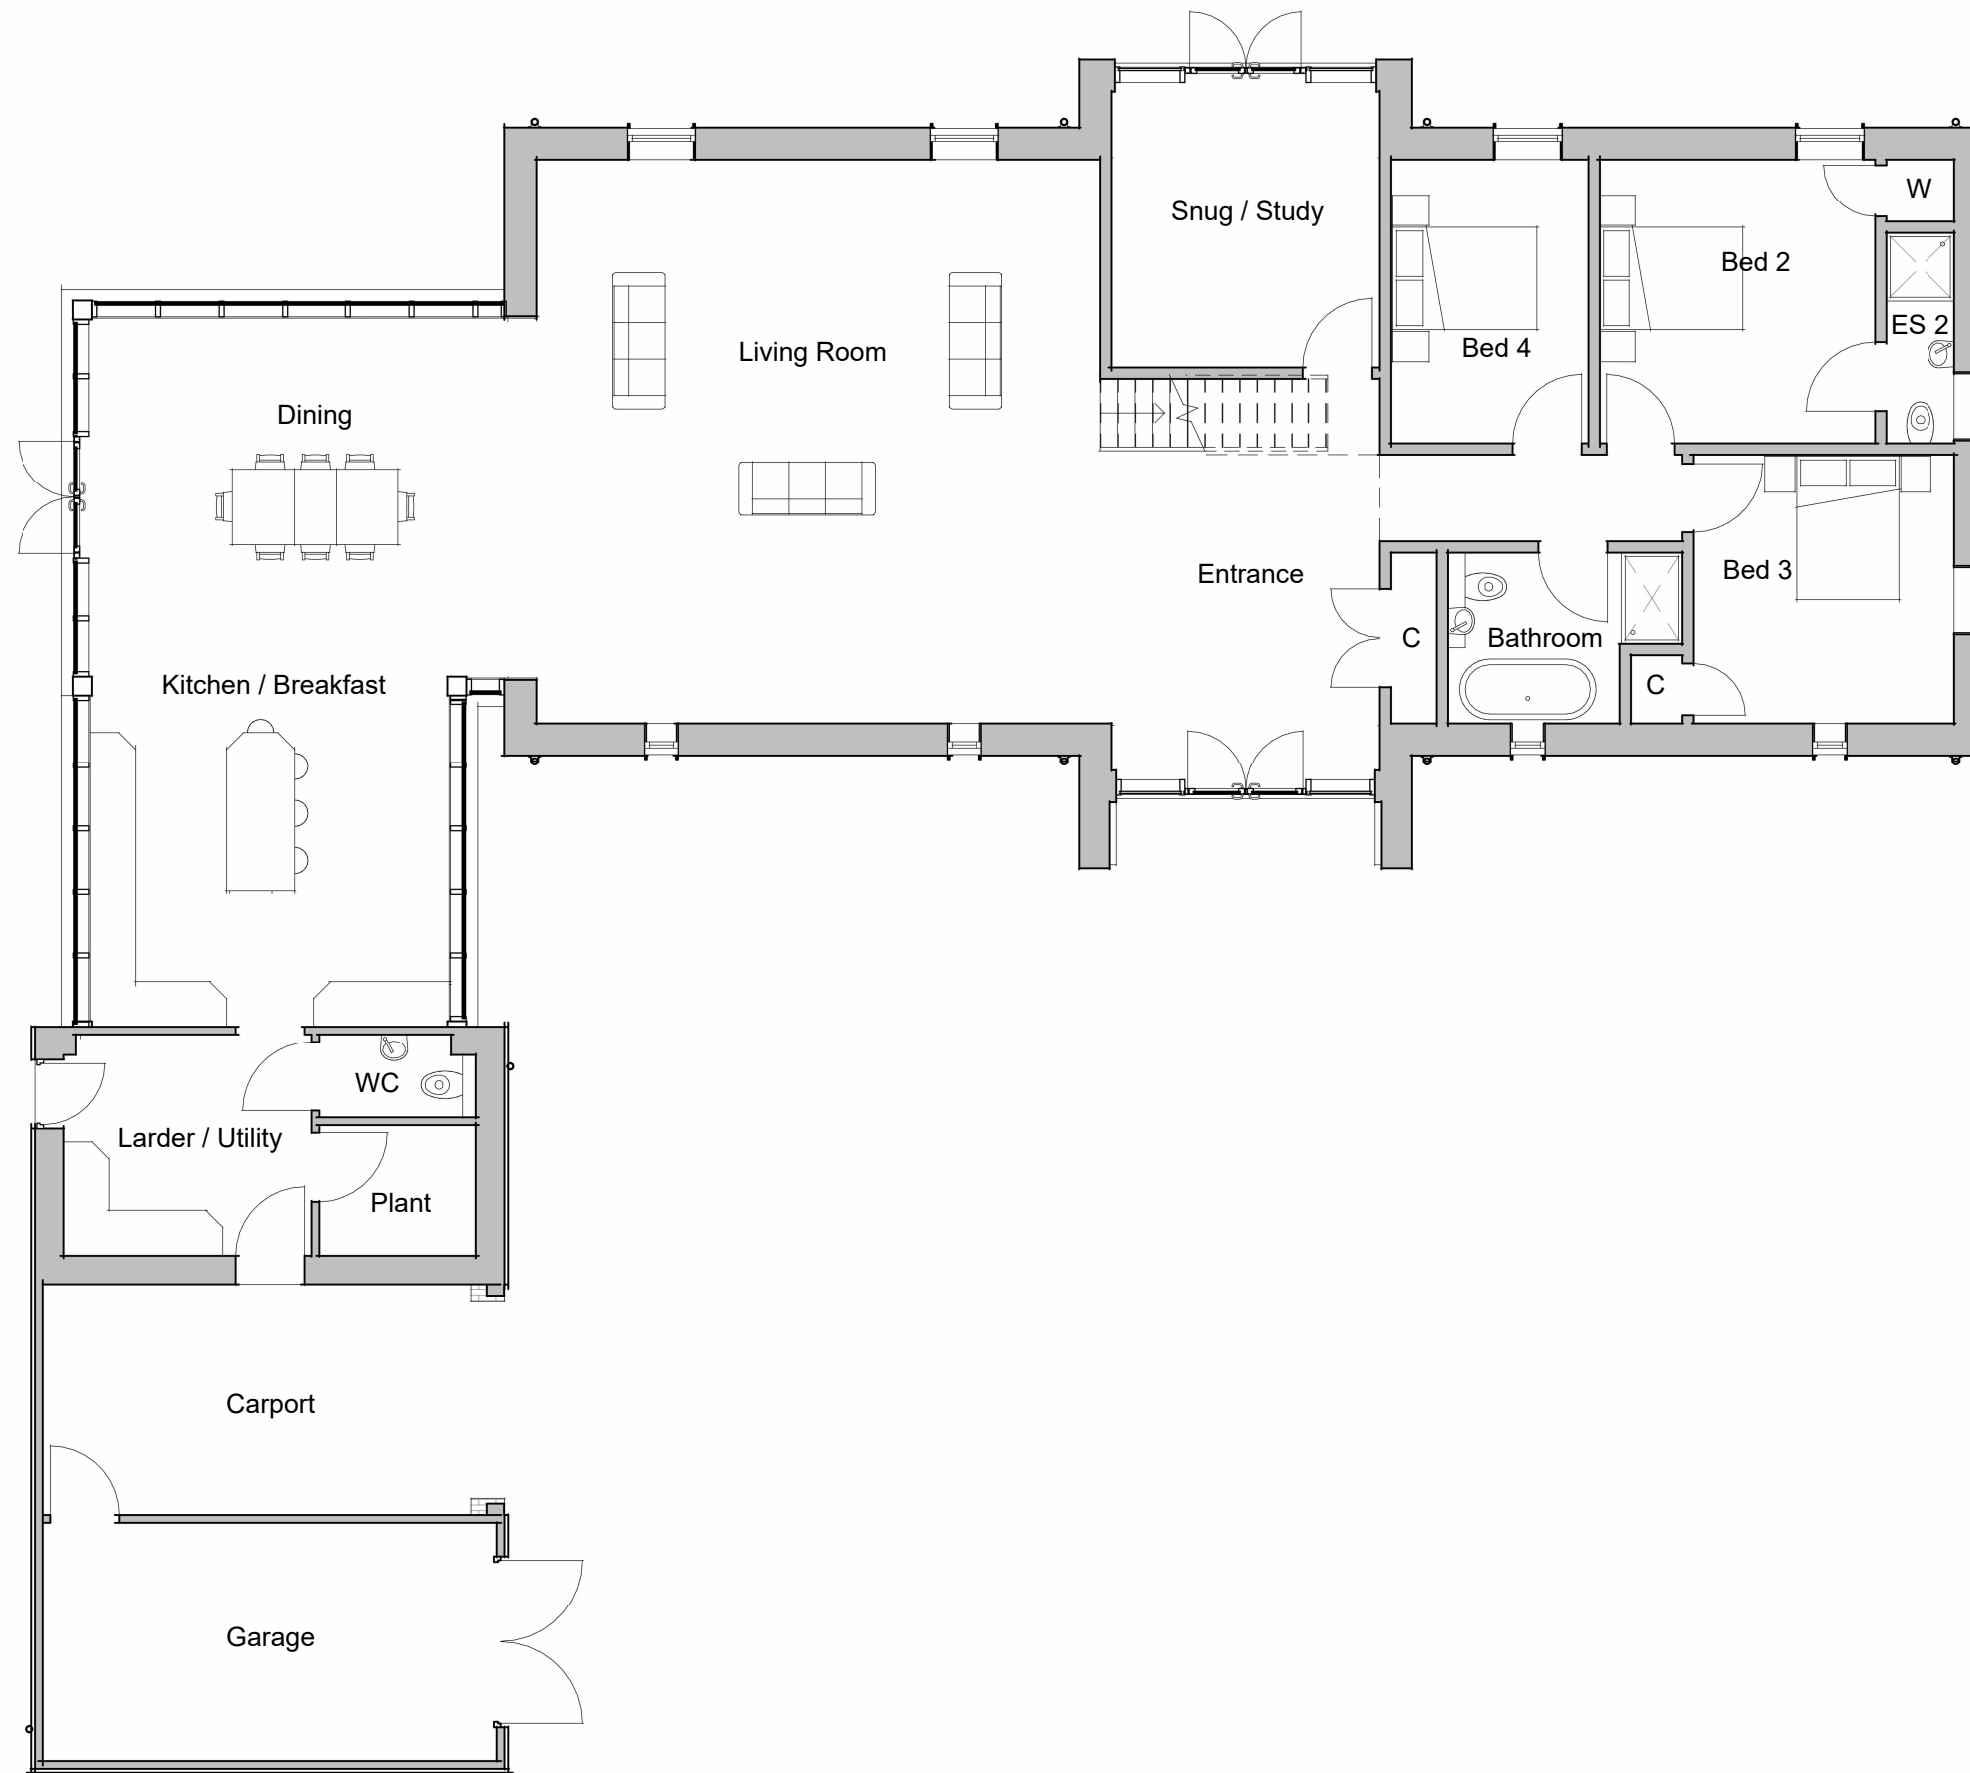 Snug / Study
W
Bed 2
ES 2
Bed 4
Living Room
Dining
Entrance
Bed 3
C
Bathroom
C
Kitchen / Breakfast
WC
Larder / Utility
Plant
Carport
Garage